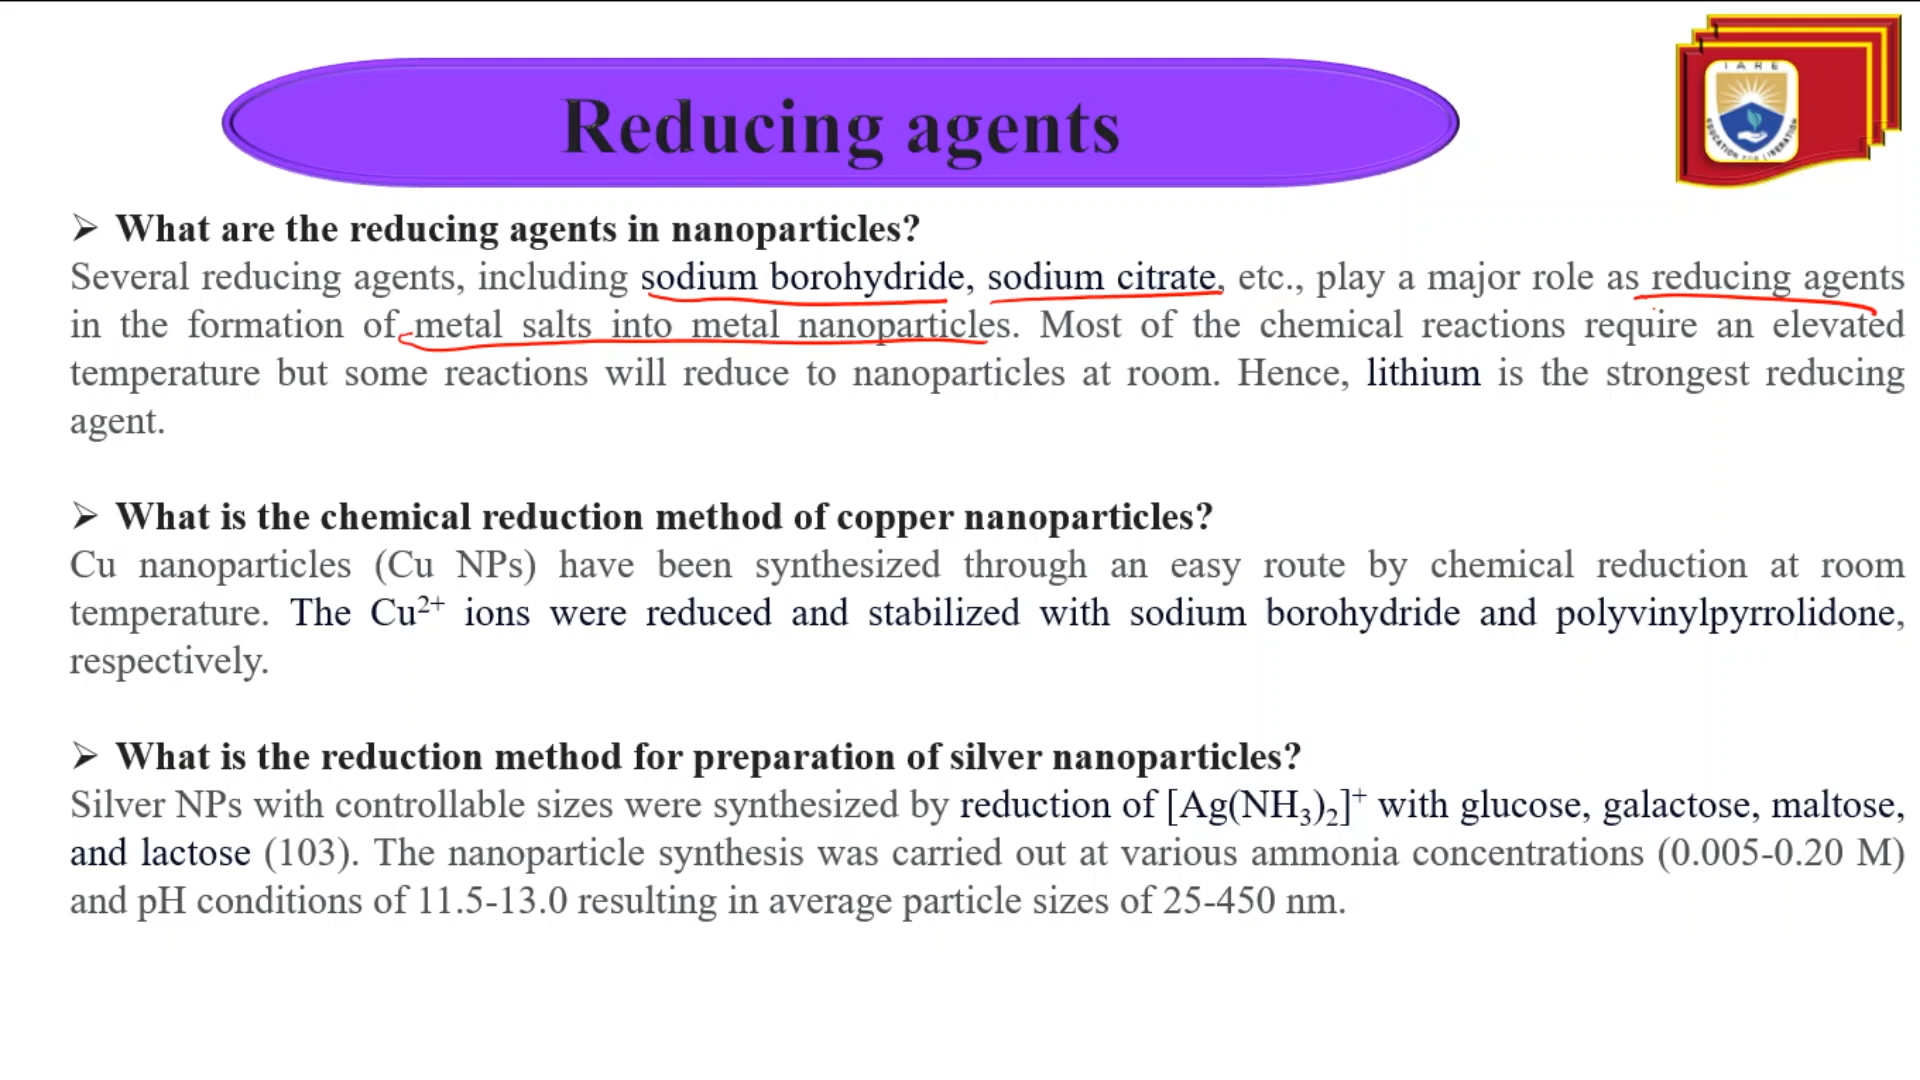 IARE
EDUCATION FOR LIBERATION
Reducing agents
➢ What are the reducing agents in nanoparticles?
Several reducing agents, including sodium borohydride, sodium citrate, etc., play a major role as reducing agents
in the formation of metal salts into metal nanoparticles. Most of the chemical reactions require an elevated
temperature but some reactions will reduce to nanoparticles at room. Hence, lithium is the strongest reducing
agent.
➢ What is the chemical reduction method of copper nanoparticles?
Cu nanoparticles (Cu NPs) have been synthesized through an easy route by chemical reduction at room
temperature. The Cu²⁺ ions were reduced and stabilized with sodium borohydride and polyvinylpyrrolidone,
respectively.
➢ What is the reduction method for preparation of silver nanoparticles?
Silver NPs with controllable sizes were synthesized by reduction of [Ag(NH₃)₂]⁺ with glucose, galactose, maltose,
and lactose (103). The nanoparticle synthesis was carried out at various ammonia concentrations (0.005-0.20 M)
and pH conditions of 11.5-13.0 resulting in average particle sizes of 25-450 nm.